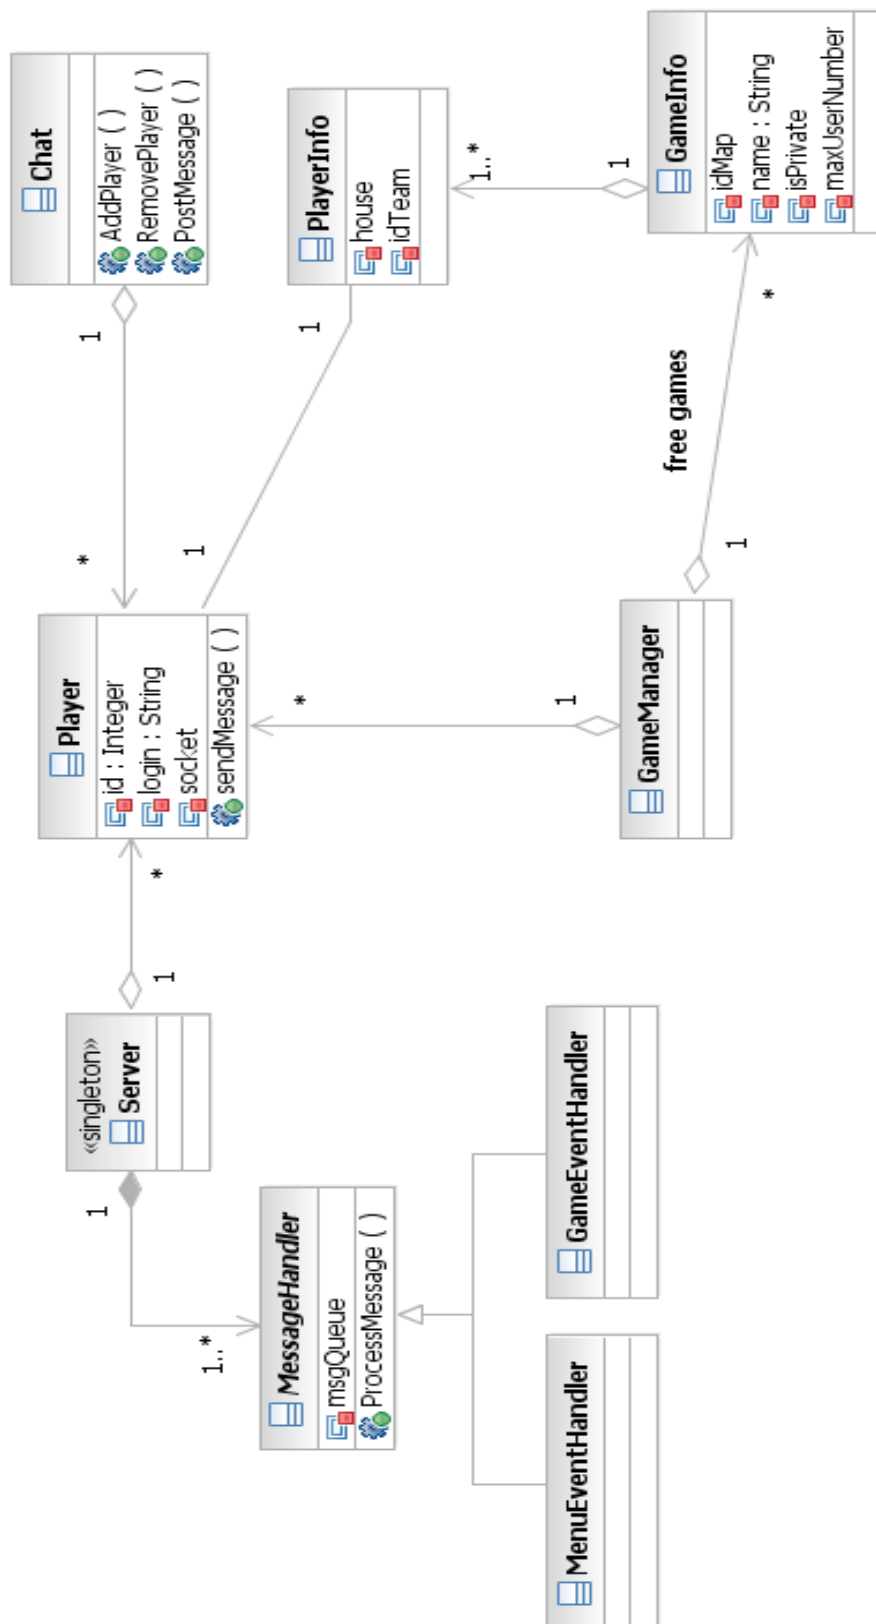 «singleton»
Server
1
1
*
1..*
MessageHandler
msgQueue
ProcessMessage ( )
MenuEventHandler
GameEventHandler
Player
id : Integer
login : String
socket
sendMessage ( )
*
1
Chat
AddPlayer ( )
RemovePlayer ( )
PostMessage ( )
1
1
PlayerInfo
house
idTeam
*
1
GameManager
1..*
1
free games
1
*
GameInfo
idMap
name : String
isPrivate
maxUserNumber